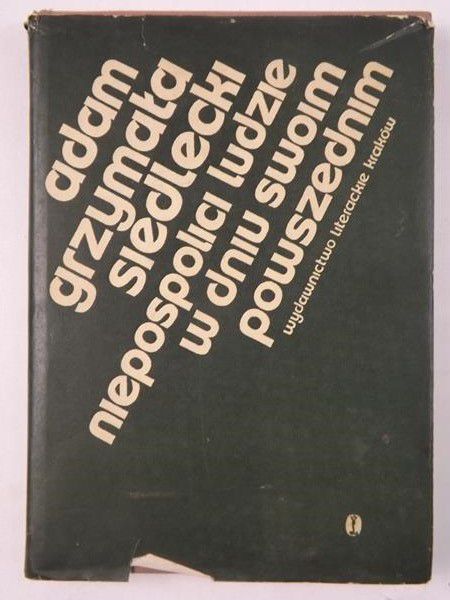 adam
grzymała
siedlecki
niepospolici ludzie
w dniu swoim
powszednim
wydawnictwo literackie kraków